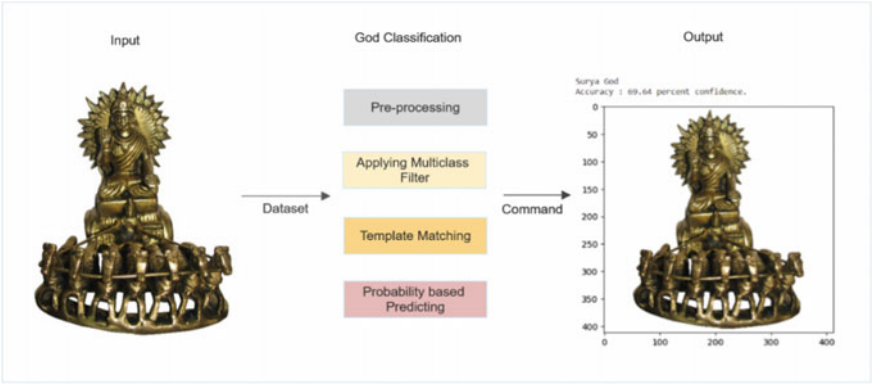 Input
God Classification
Output
Pre-processing
Applying Multiclass
Filter
Template Matching
Probability based
Predicting
Dataset
Command
Surya God
Accuracy : 69.64 percent confidence.
0
50
100
150
200
250
300
350
400
0
100
200
300
400